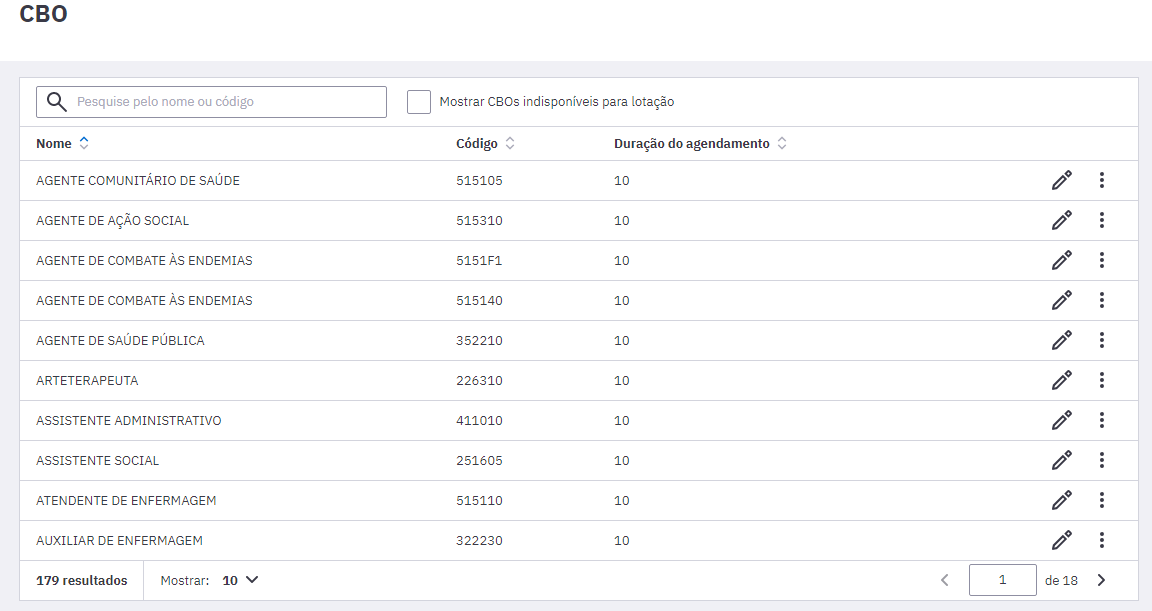 CBO
Pesquise pelo nome ou código Mostrar CBOs indisponíveis para lotação
Nome Código Duração do agendamento
AGENTE COMUNITÁRIO DE SAÚDE 515105 10
AGENTE DE AÇÃO SOCIAL 515310 10
AGENTE DE COMBATE ÀS ENDEMIAS 5151F1 10
AGENTE DE COMBATE ÀS ENDEMIAS 515140 10
AGENTE DE SAÚDE PÚBLICA 352210 10
ARTETERAPEUTA 226310 10
ASSISTENTE ADMINISTRATIVO 411010 10
ASSISTENTE SOCIAL 251605 10
ATENDENTE DE ENFERMAGEM 515110 10
AUXILIAR DE ENFERMAGEM 322230 10
179 resultados Mostrar: 10 1 de 18